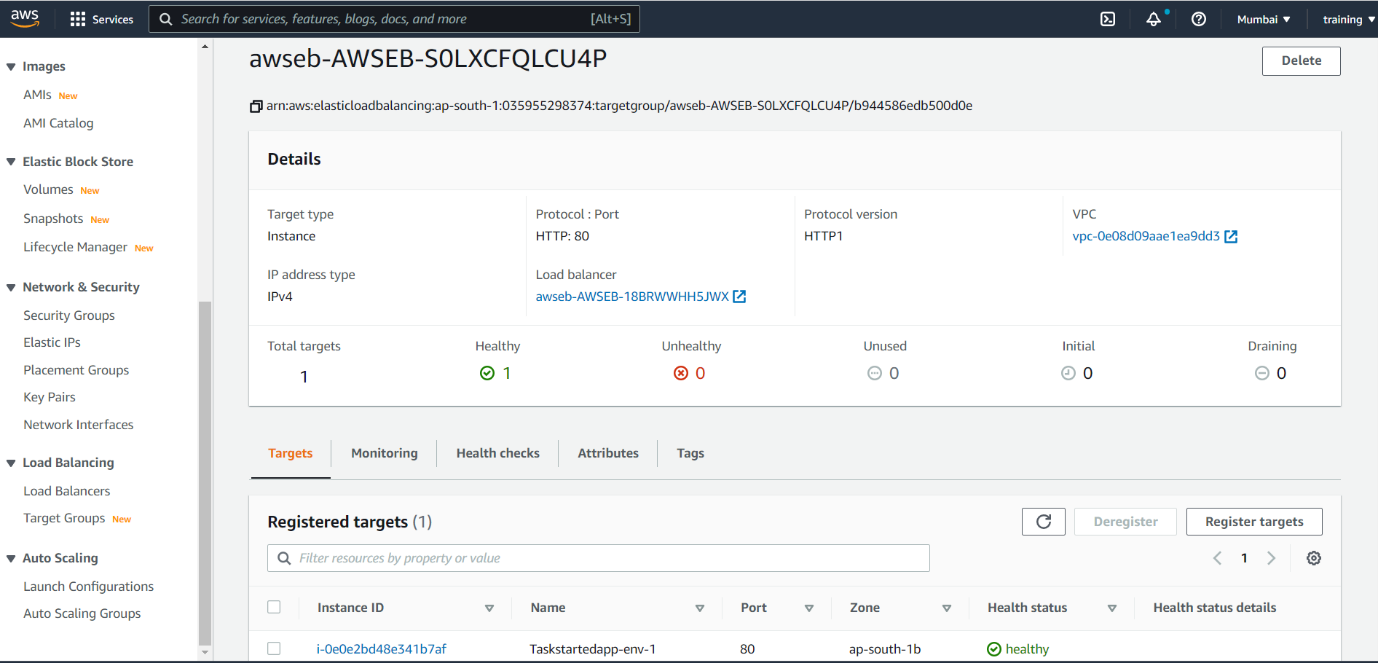 aws
Services
Search for services, features, blogs, docs, and more
[Alt+S]
Mumbai ▼
training ▼
Images
AMIs New
AMI Catalog
Elastic Block Store
Volumes New
Snapshots New
Lifecycle Manager New
Network & Security
Security Groups
Elastic IPs
Placement Groups
Key Pairs
Network Interfaces
Load Balancing
Load Balancers
Target Groups New
Auto Scaling
Launch Configurations
Auto Scaling Groups
awseb-AWSEB-S0LXCFQLCU4P
Delete
arn:aws:elasticloadbalancing:ap-south-1:035955298374:targetgroup/awseb-AWSEB-S0LXCFQLCU4P/b944586edb500d0e
Details
Target type
Instance
Protocol : Port
HTTP: 80
Protocol version
HTTP1
VPC
vpc-0e08d09aae1ea9dd3
IP address type
IPv4
Load balancer
awseb-AWSEB-18BRWWHH5JWX
Total targets
1
Healthy
1
Unhealthy
0
Unused
0
Initial
0
Draining
0
Targets
Monitoring
Health checks
Attributes
Tags
Registered targets (1)
Deregister
Register targets
Filter resources by property or value
1
Instance ID
Name
Port
Zone
Health status
Health status details
i-0e0e2bd48e341b7af
Taskstartedapp-env-1
80
ap-south-1b
healthy